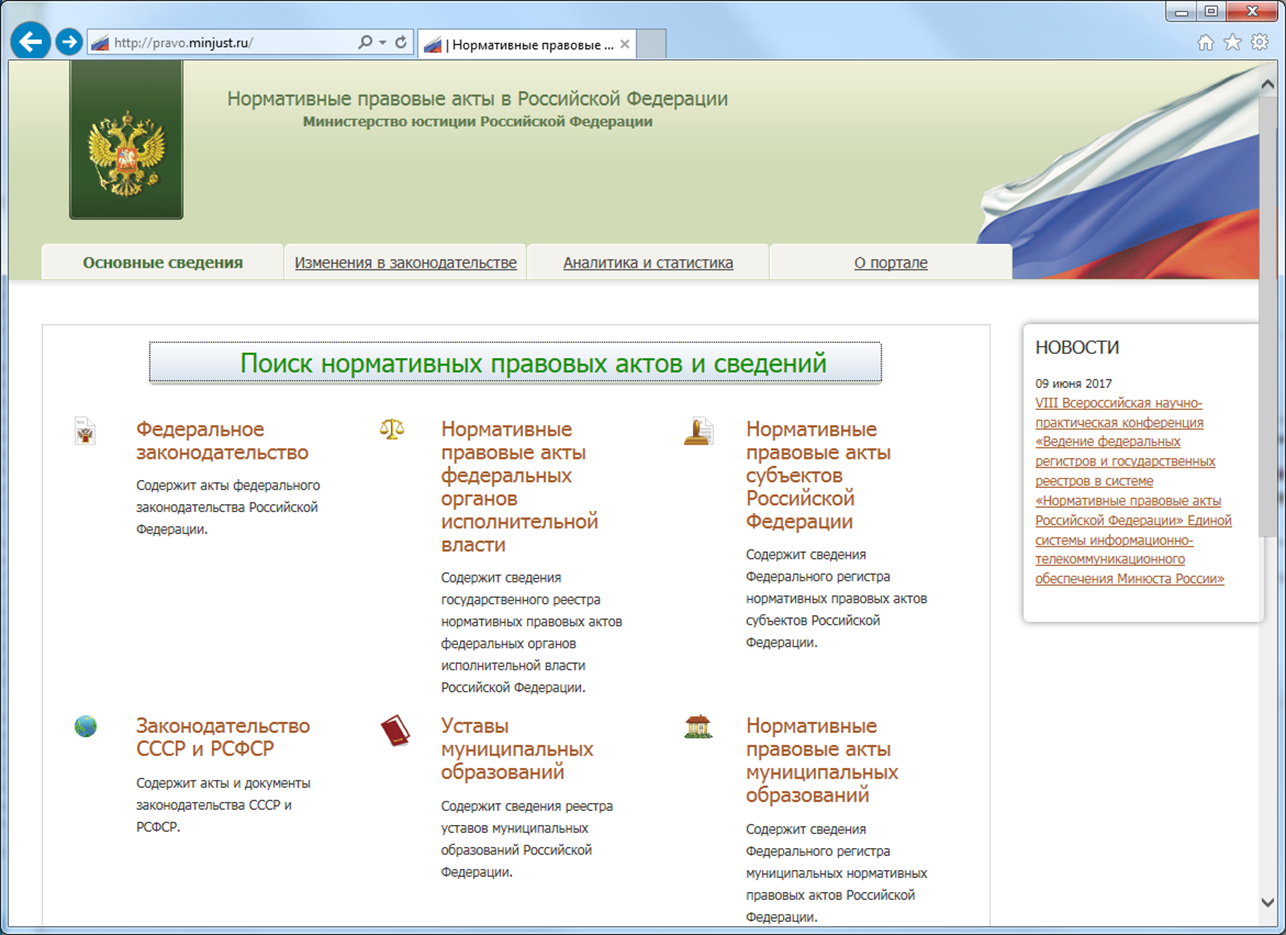 http://pravo.minjust.ru/
| Нормативные правовые ...
Нормативные правовые акты в Российской Федерации
Министерство юстиции Российской Федерации
Основные сведения
Изменения в законодательстве
Аналитика и статистика
О портале
Поиск нормативных правовых актов и сведений
Федеральное
законодательство
Содержит акты федерального
законодательства Российской
Федерации.
Нормативные
правовые акты
федеральных
органов
исполнительной
власти
Содержит сведения
государственного реестра
нормативных правовых актов
федеральных органов
исполнительной власти
Российской Федерации.
Нормативные
правовые акты
субъектов
Российской
Федерации
Содержит сведения
Федерального регистра
нормативных правовых актов
субъектов Российской
Федерации.
Законодательство
СССР и РСФСР
Содержит акты и документы
законодательства СССР и
РСФСР.
Уставы
муниципальных
образований
Содержит сведения реестра
уставов муниципальных
образований Российской
Федерации.
Нормативные
правовые акты
муниципальных
образований
Содержит сведения
Федерального регистра
муниципальных нормативных
правовых актов Российской
Федерации.
НОВОСТИ
09 июня 2017
VIII Всероссийская научно-
практическая конференция
«Ведение федеральных
регистров и государственных
реестров в системе
«Нормативные правовые акты
Российской Федерации» Единой
системы информационно-
телекоммуникационного
обеспечения Минюста России»